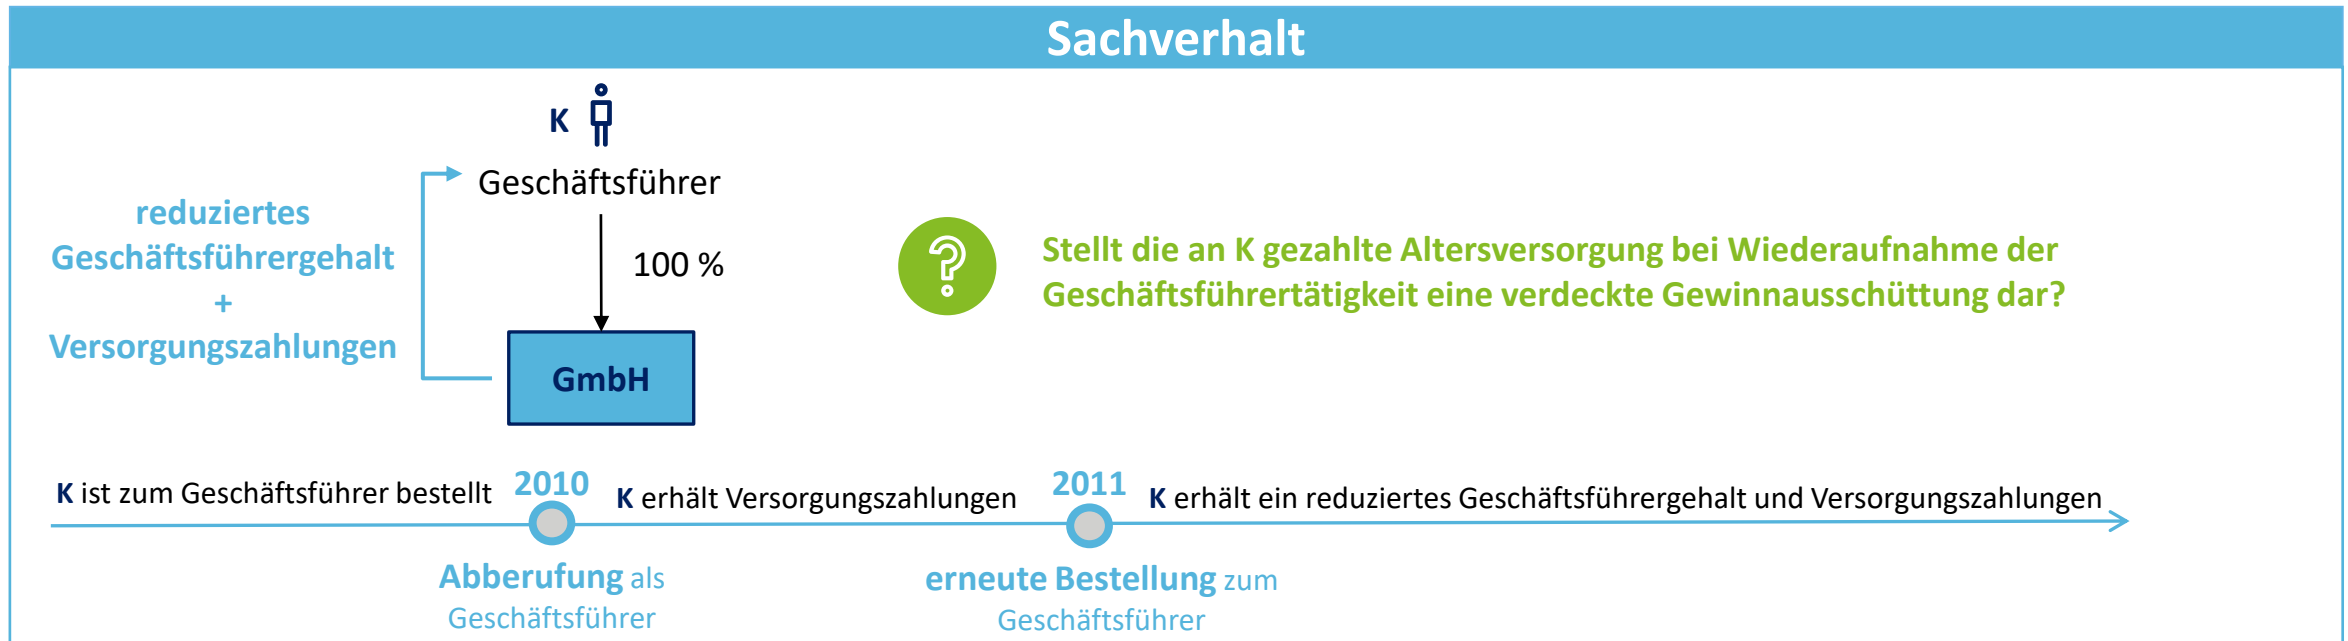 Sachverhalt
K
Geschäftsführer
reduziertes
Geschäftsführergehalt
+
Versorgungszahlungen
100 %
GmbH
?
Stellt die an K gezahlte Altersversorgung bei Wiederaufnahme der
Geschäftsführertätigkeit eine verdeckte Gewinnausschüttung dar?
K ist zum Geschäftsführer bestellt
2010
K erhält Versorgungszahlungen
2011
K erhält ein reduziertes Geschäftsführergehalt und Versorgungszahlungen
Abberufung als
Geschäftsführer
erneute Bestellung zum
Geschäftsführer